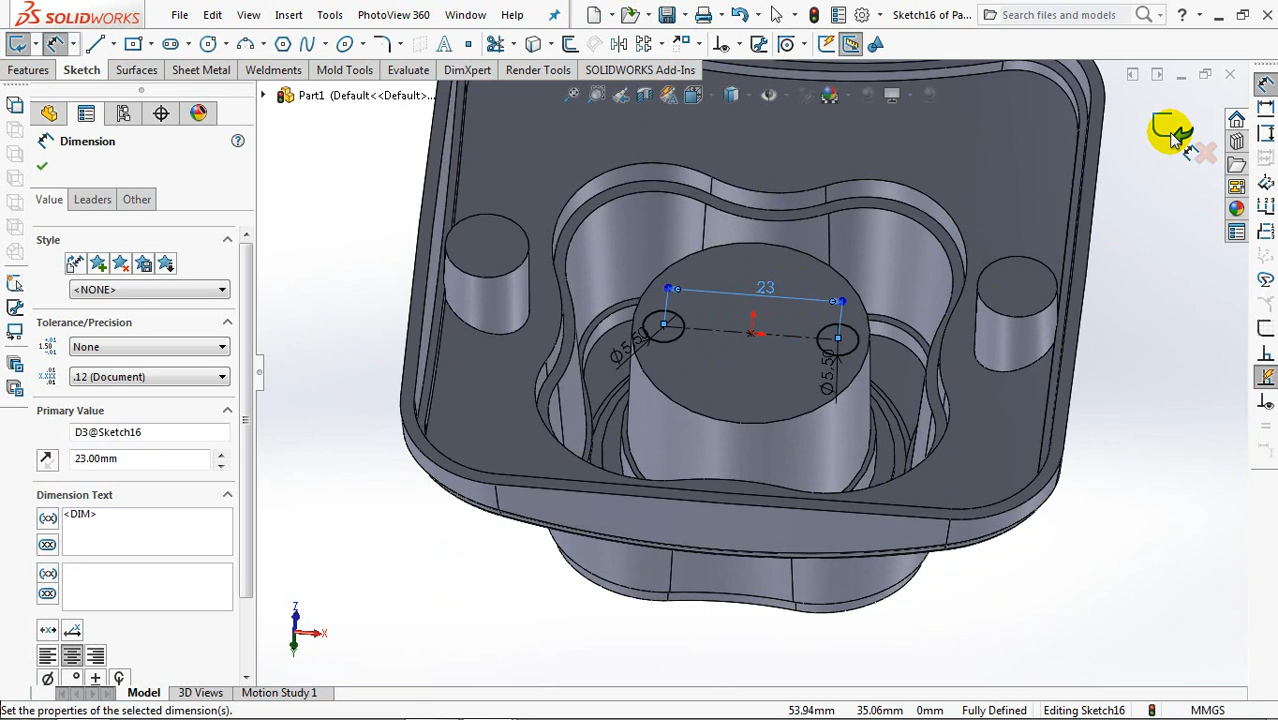 SOLIDWORKS File Edit View Insert Tools PhotoView 360 Window Help Sketch16 of Pa... Search files and models ?
Features Sketch Surfaces Sheet Metal Weldments Mold Tools Evaluate DimXpert Render Tools SOLIDWORKS Add-Ins
Part1 (Default<<Default>...
Dimension
Value Leaders Other
Style
<NONE>
Tolerance/Precision
None
.12 (Document)
Primary Value
D3@Sketch16
23.00mm
Dimension Text
<DIM>
23
Ø5.50
Ø5.50
Z
X
Model 3D Views Motion Study 1
Set the properties of the selected dimension(s). 53.94mm 35.06mm 0mm Fully Defined Editing Sketch16 MMGS